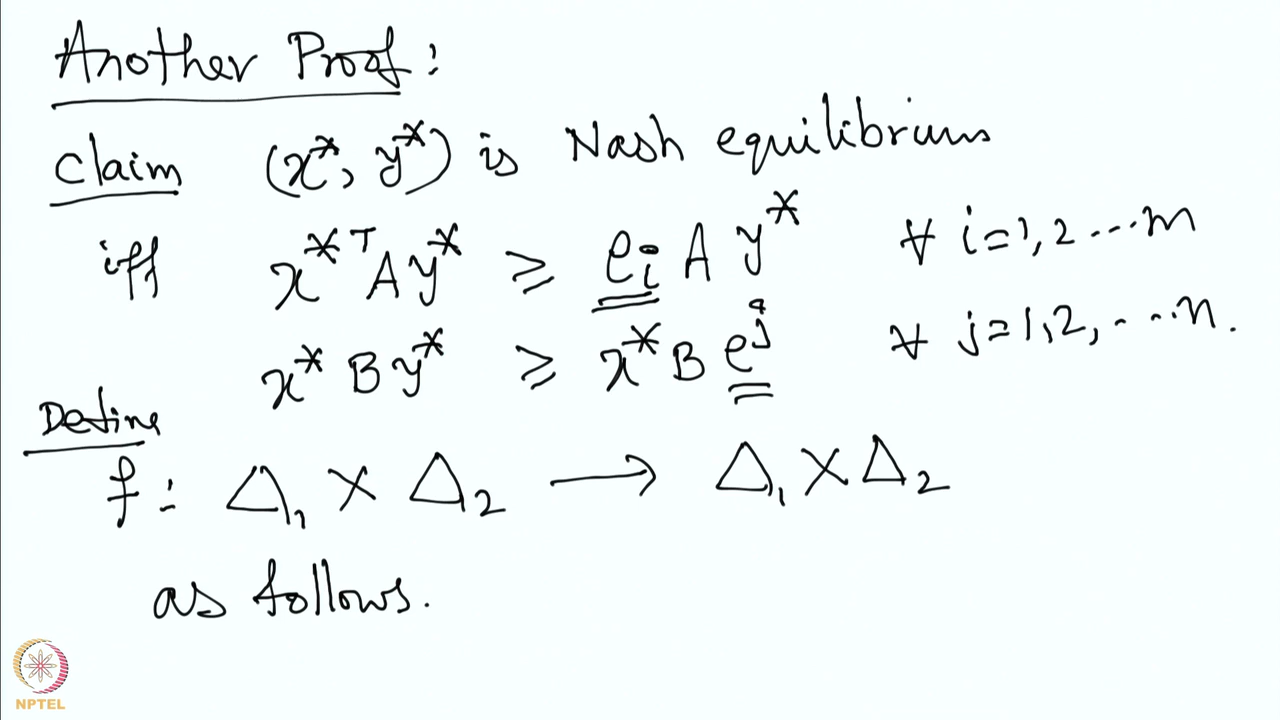 Another Proof:
Claim (x*, y*) is Nash equilibrium
iff x*ᵀAy* ≥ eᵢ A y* ∀ i=1,2...m
x* B y* ≥ x* B eʲ ∀ j=1,2,...n.
Define
f: Δ₁ × Δ₂ → Δ₁ × Δ₂
as follows.
NPTEL